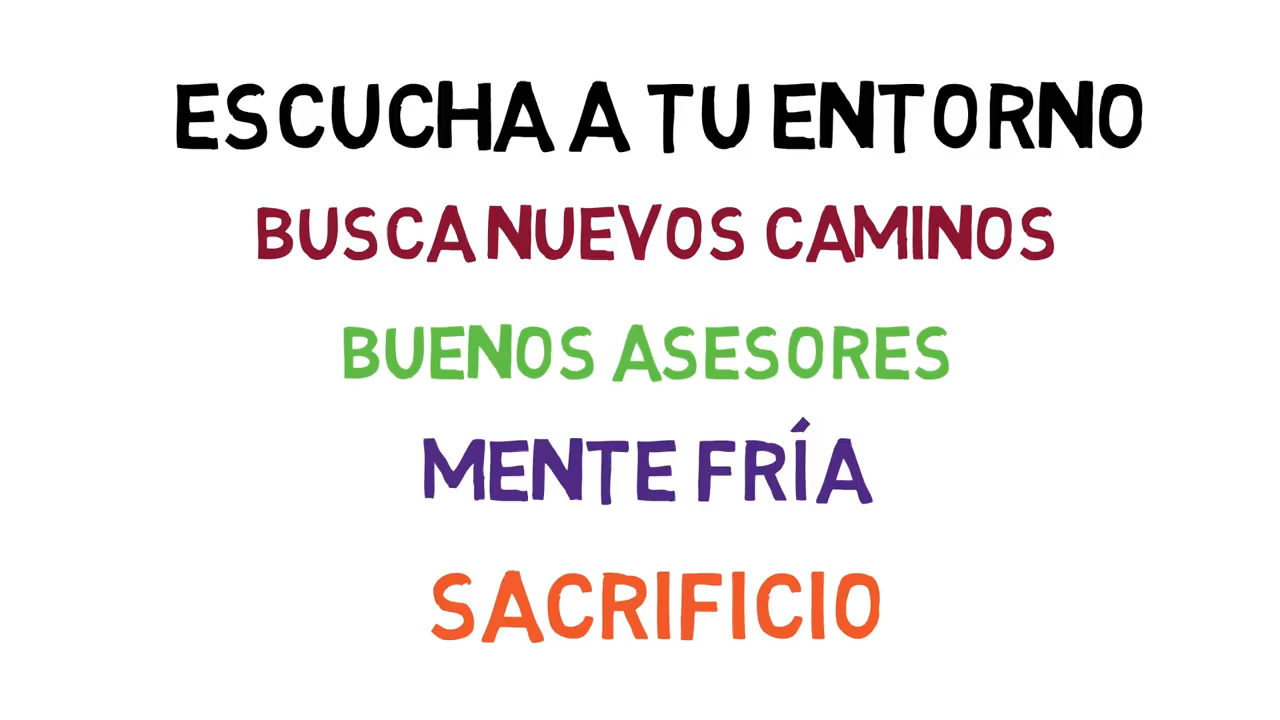 ESCUCHA A TU ENTORNO
BUSCA NUEVOS CAMINOS
BUENOS ASESORES
MENTE FRÍA
SACRIFICIO